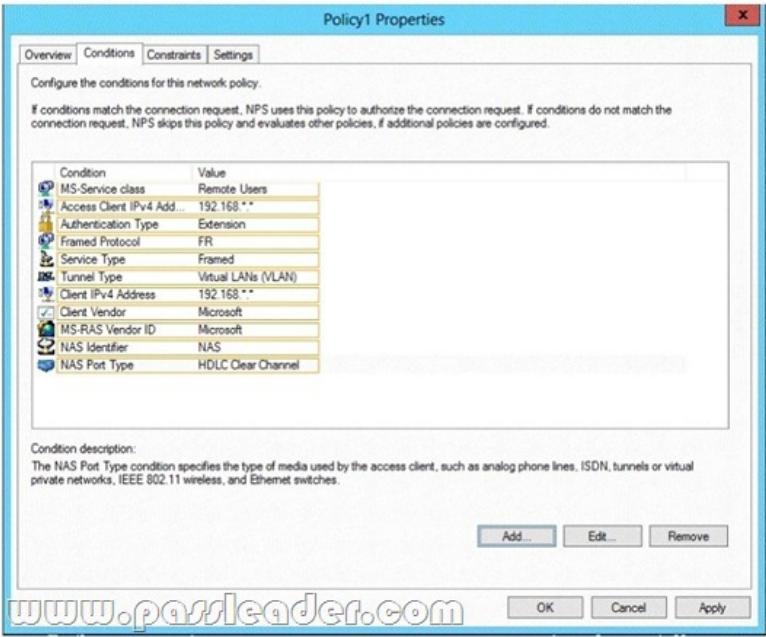 Policy1 Properties
x
Overview Conditions Constraints Settings
Configure the conditions for this network policy.
If conditions match the connection request, NPS uses this policy to authorize the connection request. If conditions do not match the
connection request, NPS skips this policy and evaluates other policies, if additional policies are configured.
Condition Value
MS-Service class Remote Users
Access Client IPv4 Add... 192.168.*.*
Authentication Type Extension
Framed Protocol FR
Service Type Framed
Tunnel Type Virtual LANs (VLAN)
Client IPv4 Address 192.168.*.*
Client Vendor Microsoft
MS-RAS Vendor ID Microsoft
NAS Identifier NAS
NAS Port Type HDLC Clear Channel
Condition description:
The NAS Port Type condition specifies the type of media used by the access client, such as analog phone lines, ISDN, tunnels or virtual
private networks, IEEE 802.11 wireless, and Ethernet switches.
Add... Edit... Remove
www.passleader.com
OK Cancel Apply